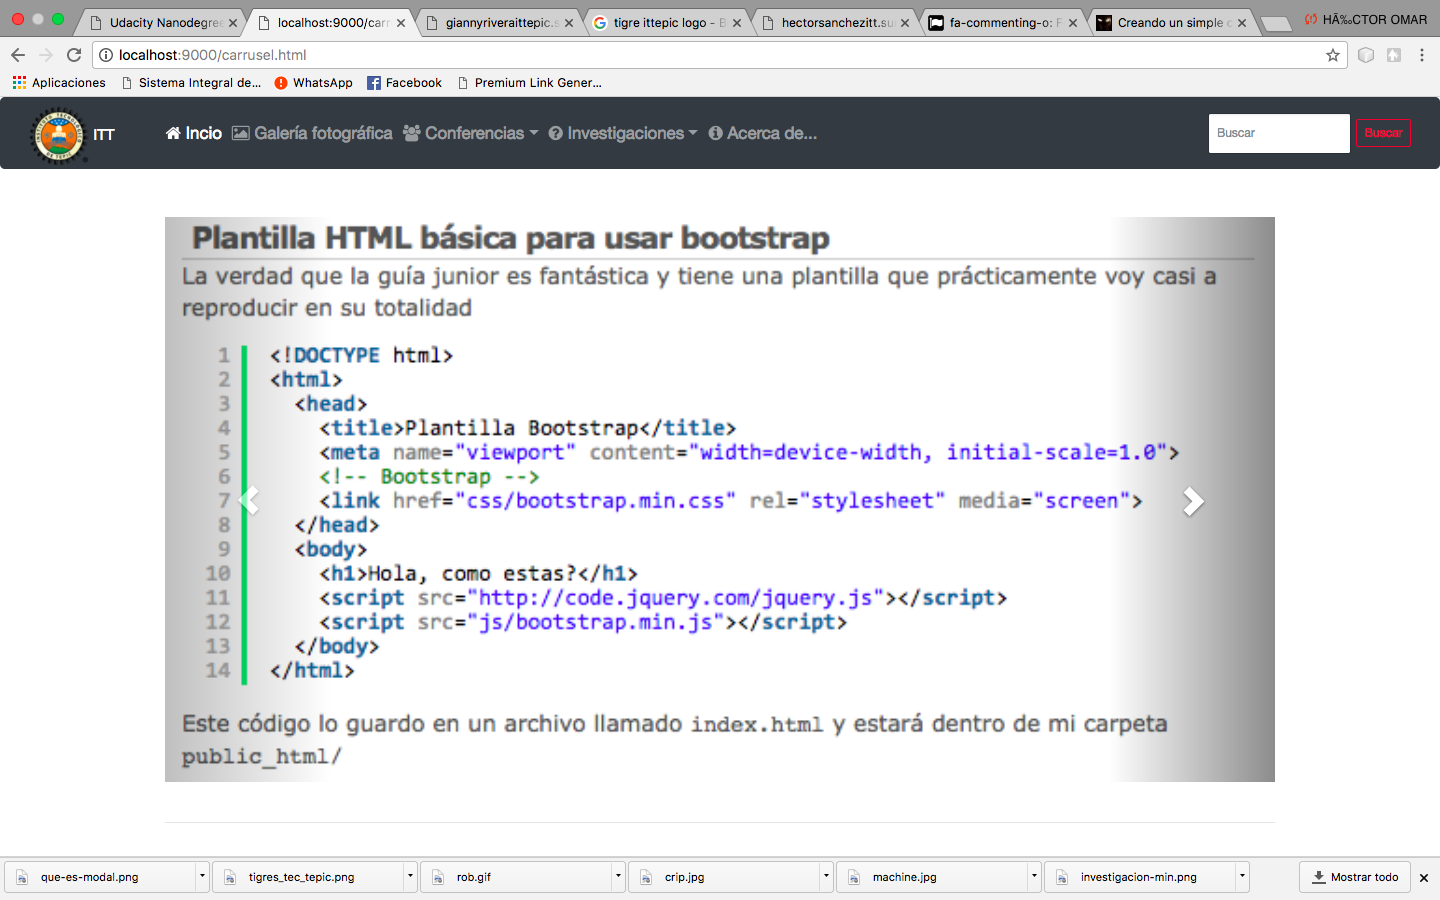 Udacity Nanodegre
localhost:9000/carr
giannyriveraittepic.s
tigre ittepic logo - B
hectorsanchezitt.su
fa-commenting-o: F
Creando un simple c
HÃ‰CTOR OMAR
localhost:9000/carrusel.html
Aplicaciones
Sistema Integral de...
WhatsApp
Facebook
Premium Link Gener...
ITT
Incio
Galería fotográfica
Conferencias
Investigaciones
Acerca de...
Buscar
Buscar
Plantilla HTML básica para usar bootstrap
La verdad que la guía junior es fantástica y tiene una plantilla que prácticamente voy casi a
reproducir en su totalidad
1 <!DOCTYPE html>
2 <html>
3 <head>
4 <title>Plantilla Bootstrap</title>
5 <meta name="viewport" content="width=device-width, initial-scale=1.0">
6 <!-- Bootstrap -->
7 <link href="css/bootstrap.min.css" rel="stylesheet" media="screen">
8 </head>
9 <body>
10 <h1>Hola, como estas?</h1>
11 <script src="http://code.jquery.com/jquery.js"></script>
12 <script src="js/bootstrap.min.js"></script>
13 </body>
14 </html>
Este código lo guardo en un archivo llamado index.html y estará dentro de mi carpeta
public_html/
que-es-modal.png
tigres_tec_tepic.png
rob.gif
crip.jpg
machine.jpg
investigacion-min.png
Mostrar todo